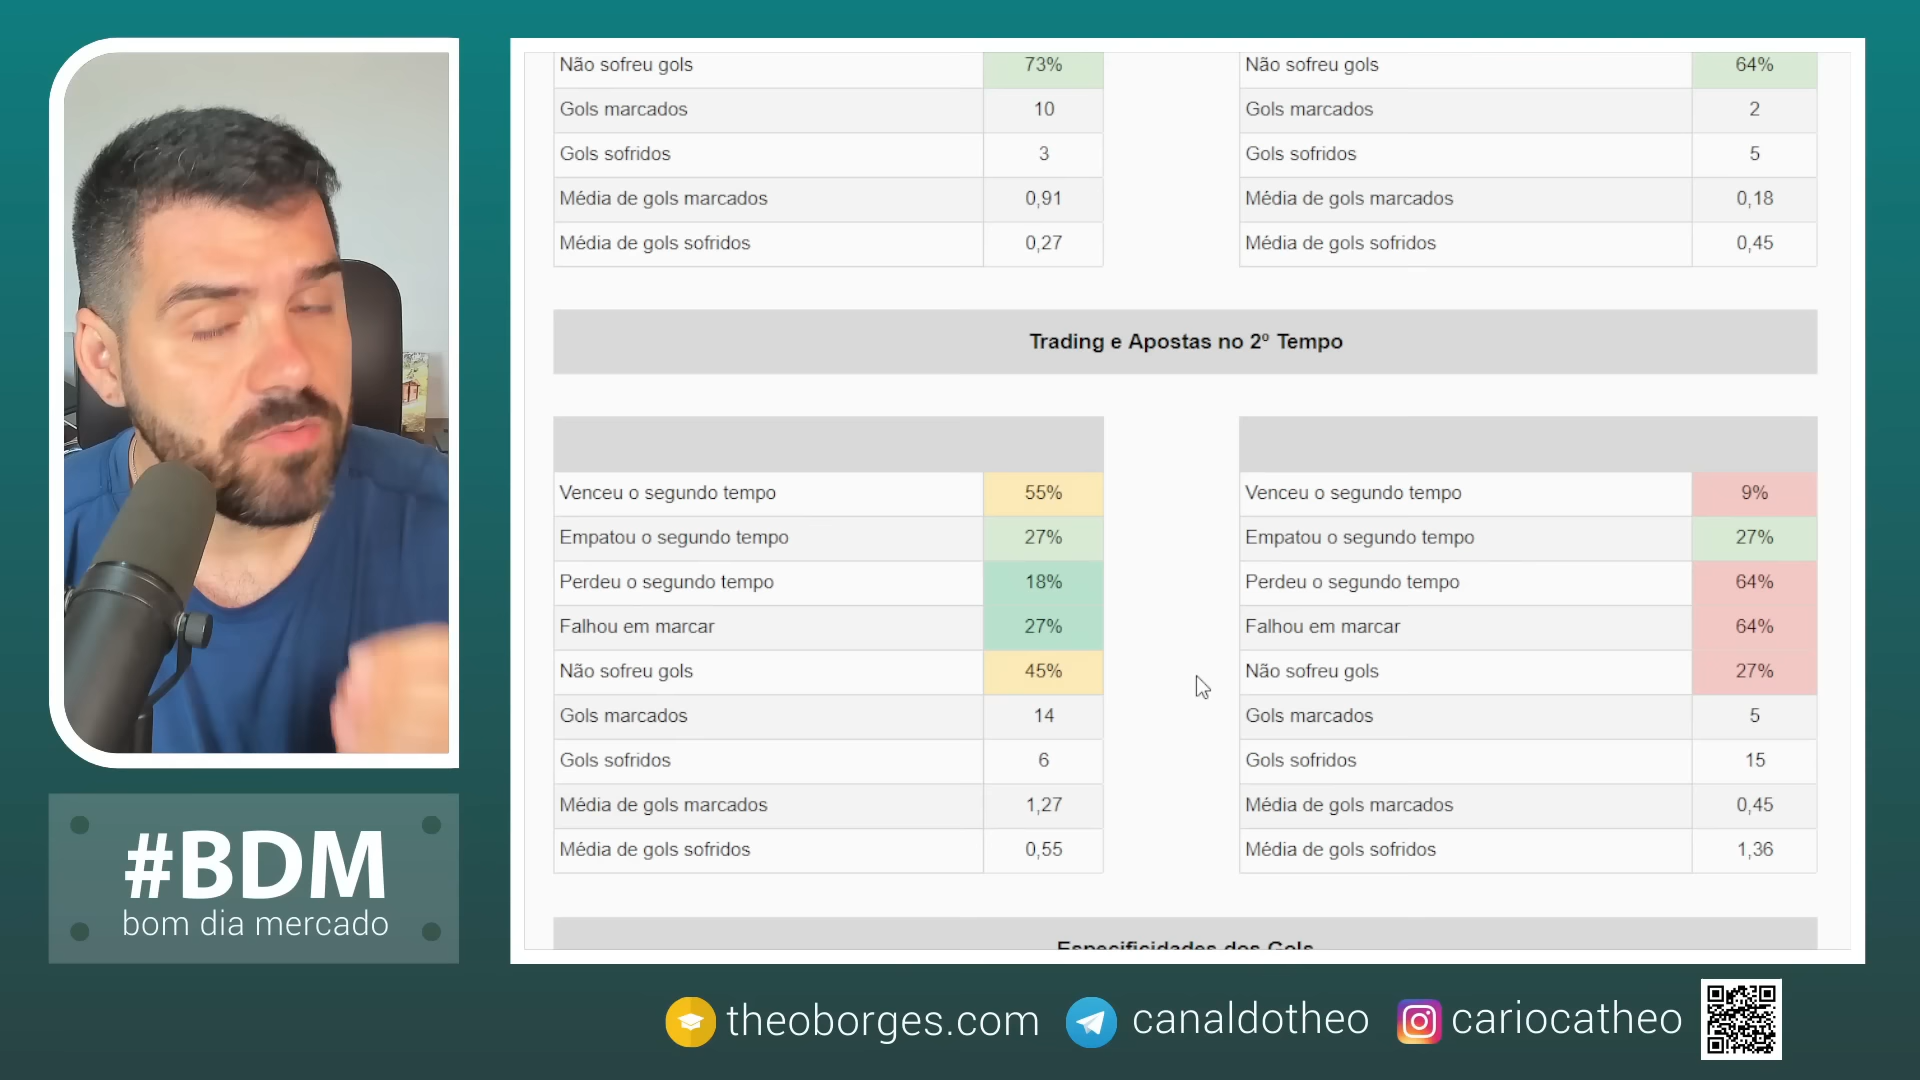 Não sofreu gols 73%
Gols marcados 10
Gols sofridos 3
Média de gols marcados 0,91
Média de gols sofridos 0,27
Não sofreu gols 64%
Gols marcados 2
Gols sofridos 5
Média de gols marcados 0,18
Média de gols sofridos 0,45
Trading e Apostas no 2º Tempo
Venceu o segundo tempo 55%
Empatou o segundo tempo 27%
Perdeu o segundo tempo 18%
Falhou em marcar 27%
Não sofreu gols 45%
Gols marcados 14
Gols sofridos 6
Média de gols marcados 1,27
Média de gols sofridos 0,55
Venceu o segundo tempo 9%
Empatou o segundo tempo 27%
Perdeu o segundo tempo 64%
Falhou em marcar 64%
Não sofreu gols 27%
Gols marcados 5
Gols sofridos 15
Média de gols marcados 0,45
Média de gols sofridos 1,36
Especificidades dos Gols
#BDM
bom dia mercado
theoborges.com
canaldotheo
cariocatheo